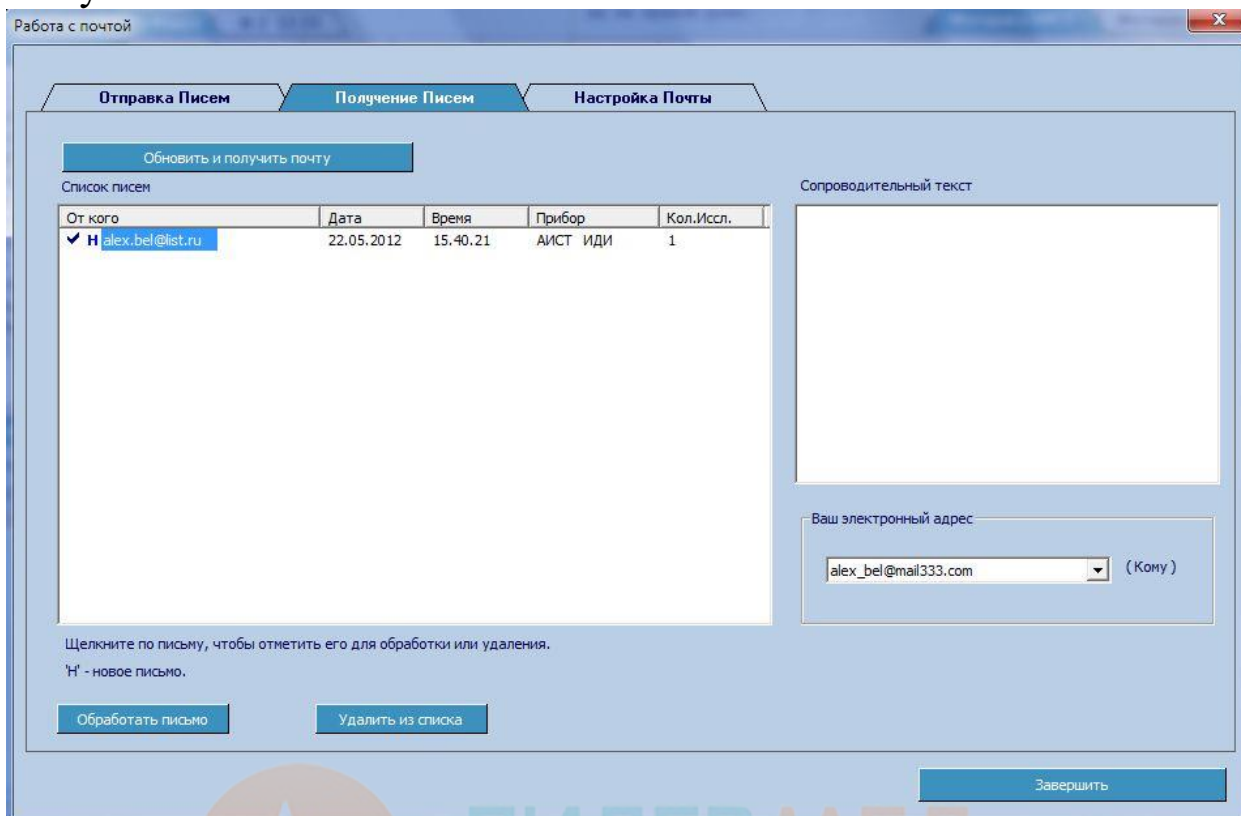 Работа с почтой
Отправка Писем
Получение Писем
Настройка Почты
Обновить и получить почту
Список писем
Сопроводительный текст
От кого Дата Время Прибор Кол.Иссл.
Н alex.bel@list.ru 22.05.2012 15.40.21 АИСТ ИДИ 1
Ваш электронный адрес
alex_bel@mail333.com (Кому)
Щелкните по письму, чтобы отметить его для обработки или удаления.
'Н' - новое письмо.
Обработать письмо
Удалить из списка
Завершить